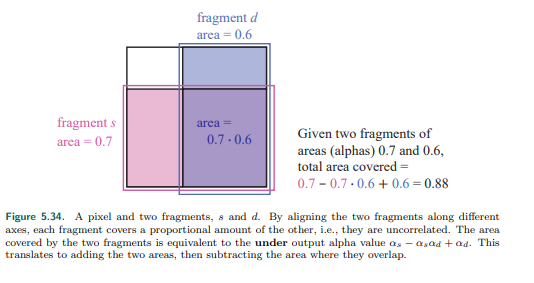 fragment d
area = 0.6
fragment s
area = 0.7
area =
0.7 · 0.6
Given two fragments of
areas (alphas) 0.7 and 0.6,
total area covered =
0.7 – 0.7 · 0.6 + 0.6 = 0.88
Figure 5.34. A pixel and two fragments, s and d. By aligning the two fragments along different
axes, each fragment covers a proportional amount of the other, i.e., they are uncorrelated. The area
covered by the two fragments is equivalent to the under output alpha value αs − αsαd + αd. This
translates to adding the two areas, then subtracting the area where they overlap.